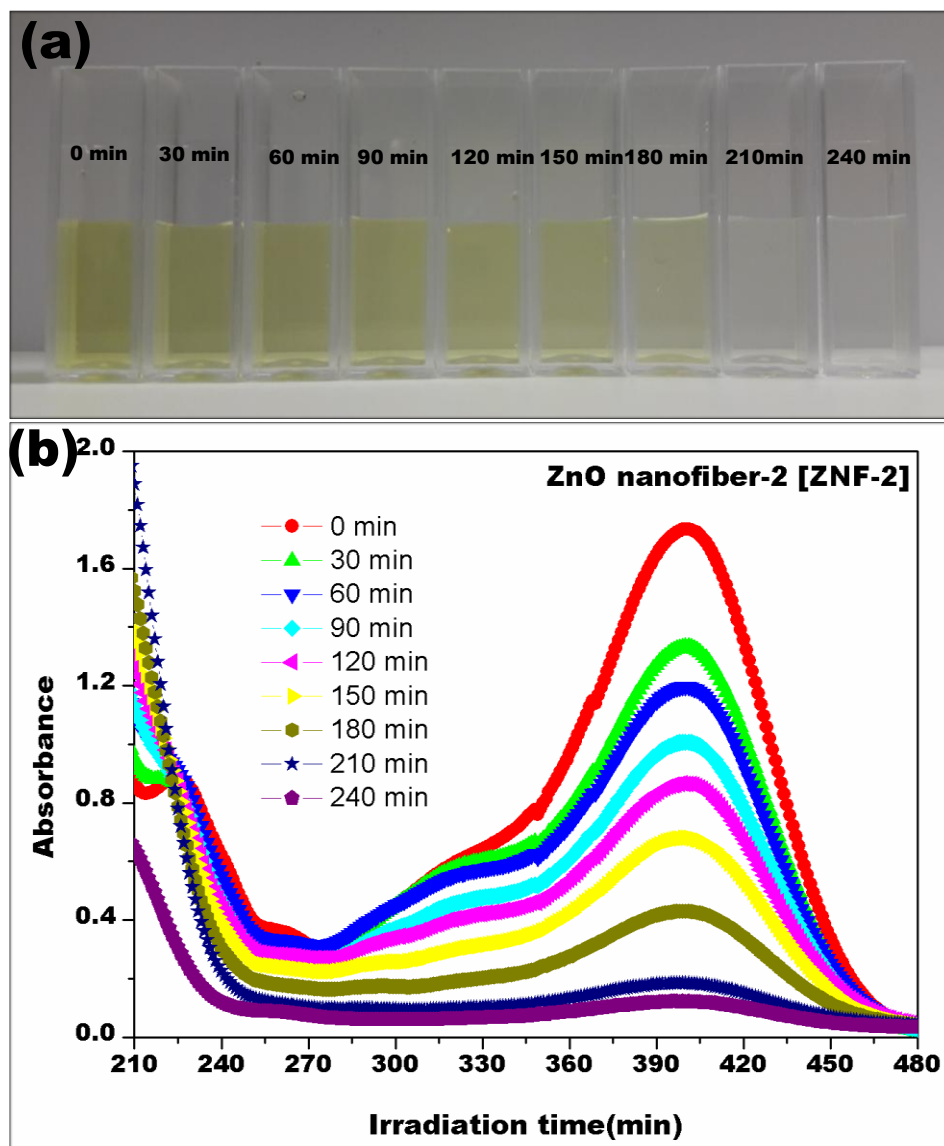 (a)
0 min 30 min 60 min 90 min 120 min 150 min 180 min 210min 240 min
(b)
ZnO nanofiber-2 [ZNF-2]
0 min
30 min
60 min
90 min
120 min
150 min
180 min
210 min
240 min
Absorbance
2.0
1.6
1.2
0.8
0.4
0.0
210 240 270 300 330 360 390 420 450 480
Irradiation time(min)